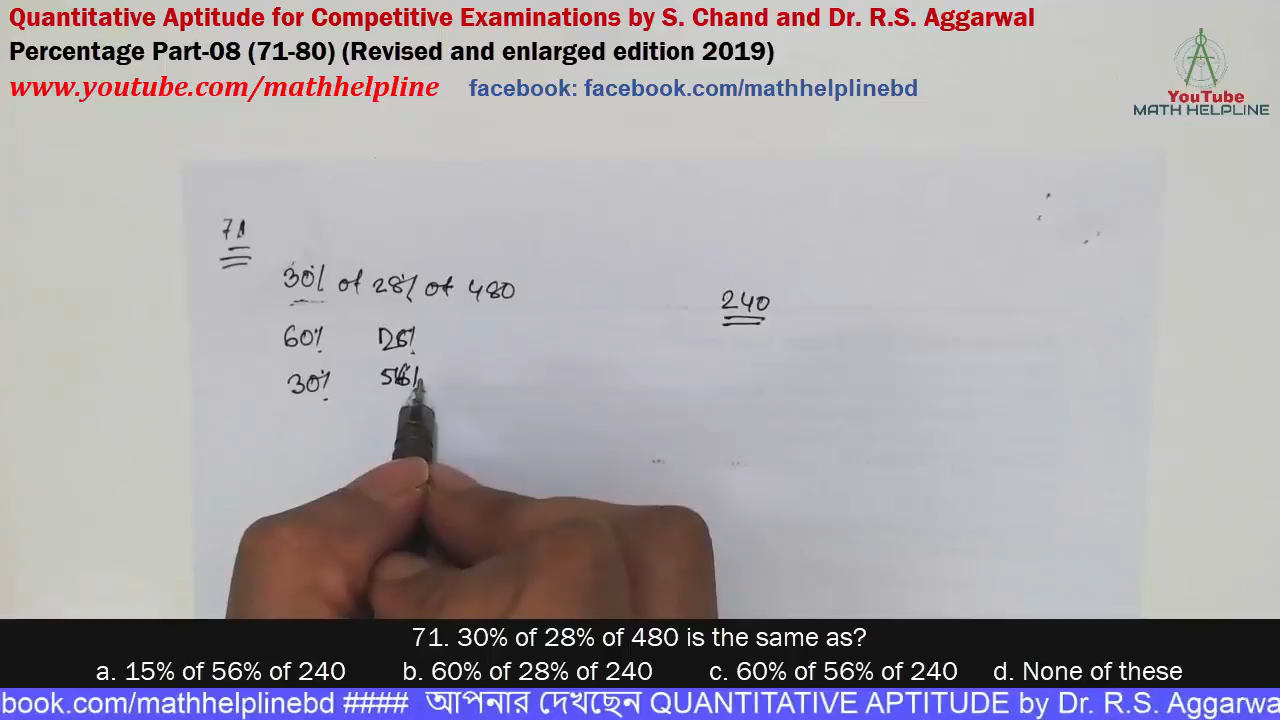 Quantitative Aptitude for Competitive Examinations by S. Chand and Dr. R.S. Aggarwal
Percentage Part-08 (71-80) (Revised and enlarged edition 2019)
www.youtube.com/mathhelpline facebook: facebook.com/mathhelplinebd
YouTube
MATH HELPLINE
71
30% of 28% of 480
240
60%
30% 56%
71. 30% of 28% of 480 is the same as?
a. 15% of 56% of 240 b. 60% of 28% of 240 c. 60% of 56% of 240 d. None of these
book.com/mathhelplinebd #### আপনার দেখছেন QUANTITATIVE APTITUDE by Dr. R.S. Aggarwa